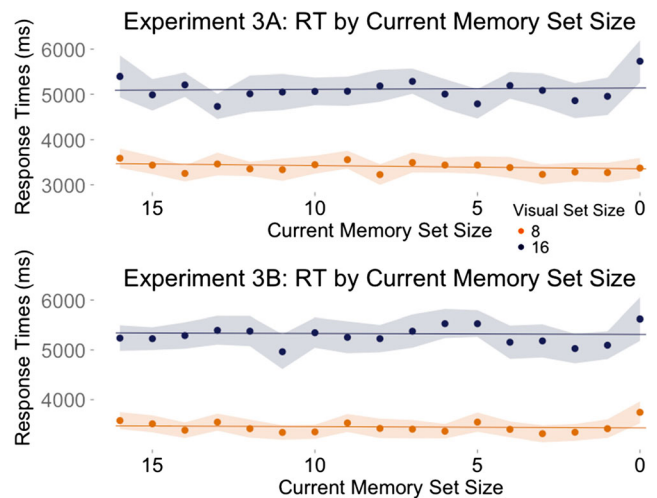 Experiment 3A: RT by Current Memory Set Size
Response Times (ms)
6000
5000
4000
3000
15 10 5 0
Current Memory Set Size
Visual Set Size
8
16
Experiment 3B: RT by Current Memory Set Size
Response Times (ms)
6000
5000
4000
15 10 5 0
Current Memory Set Size